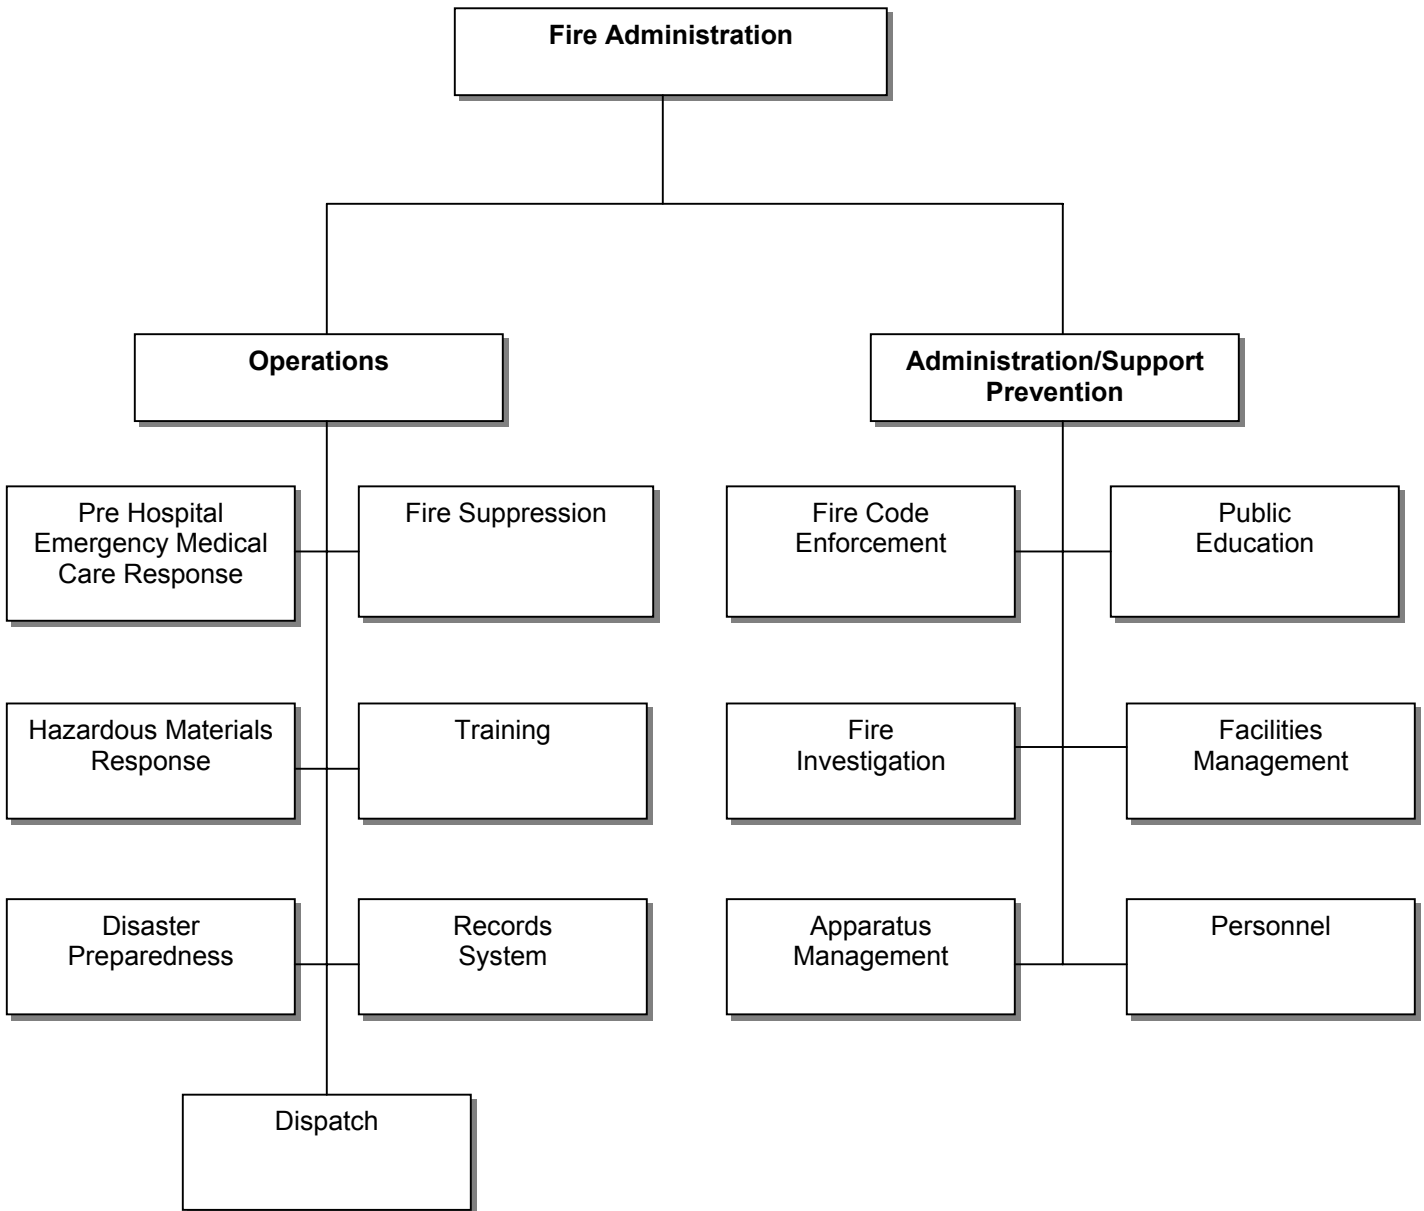 Fire Administration
Operations
Administration/Support
Prevention
Pre Hospital
Emergency Medical
Care Response
Fire Suppression
Fire Code
Enforcement
Public
Education
Hazardous Materials
Response
Training
Fire
Investigation
Facilities
Management
Disaster
Preparedness
Records
System
Apparatus
Management
Personnel
Dispatch